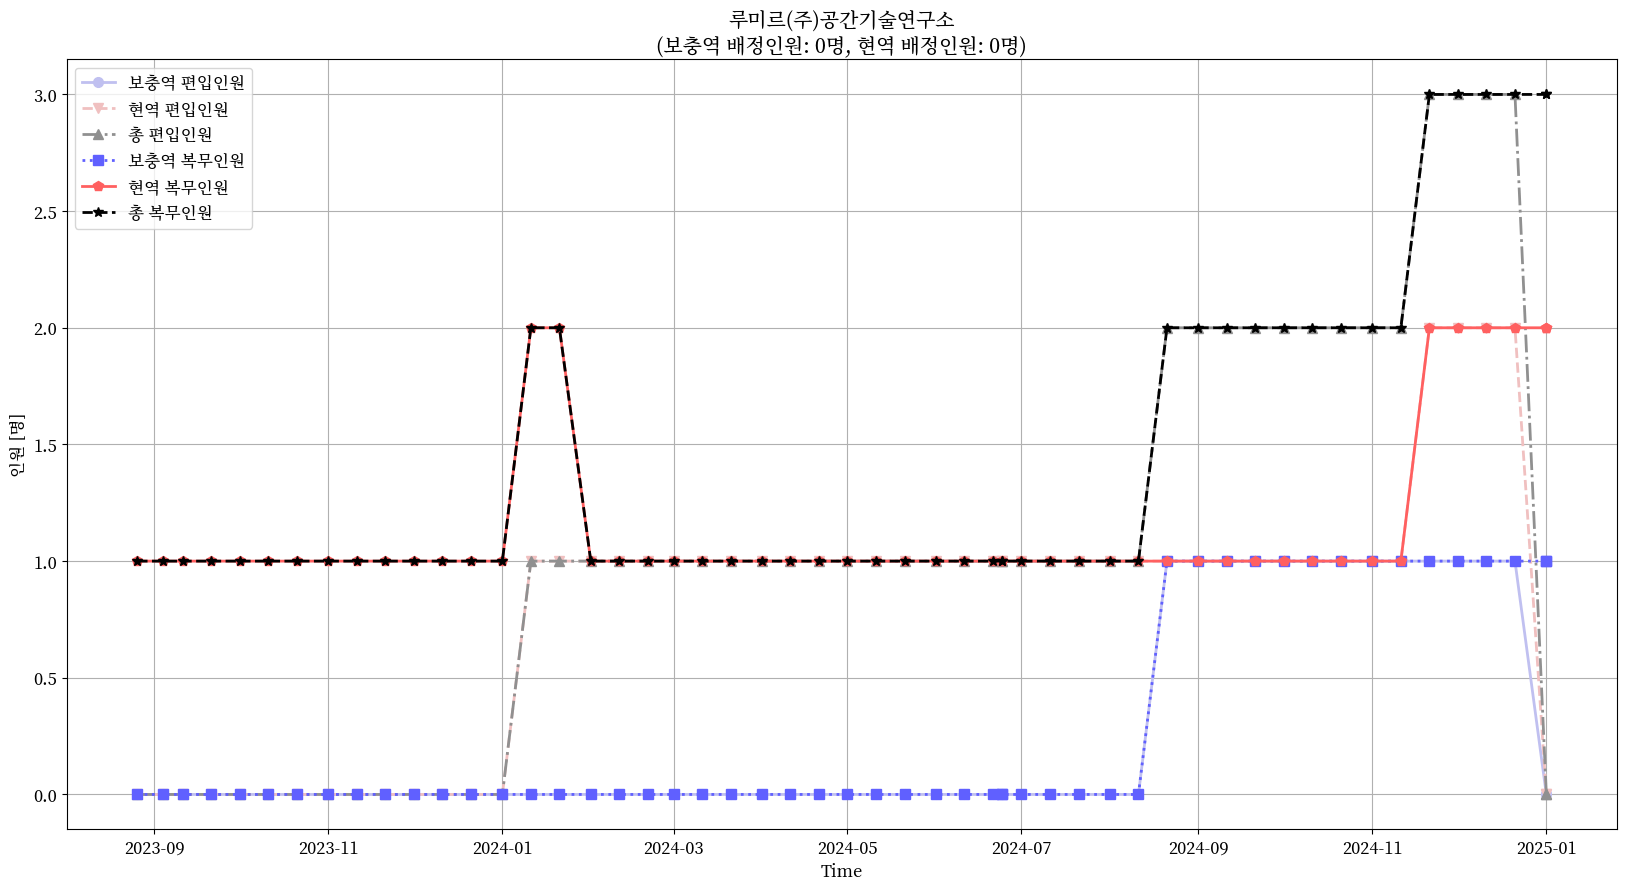 루미르(주)공간기술연구소
(보충역 배정인원: 0명, 현역 배정인원: 0명)
보충역 편입인원
현역 편입인원
총 편입인원
보충역 복무인원
현역 복무인원
총 복무인원
3.0
2.5
2.0
1.5
1.0
0.5
0.0
인원 [명]
2023-09
2023-11
2024-01
2024-03
2024-05
2024-07
2024-09
2024-11
2025-01
Time